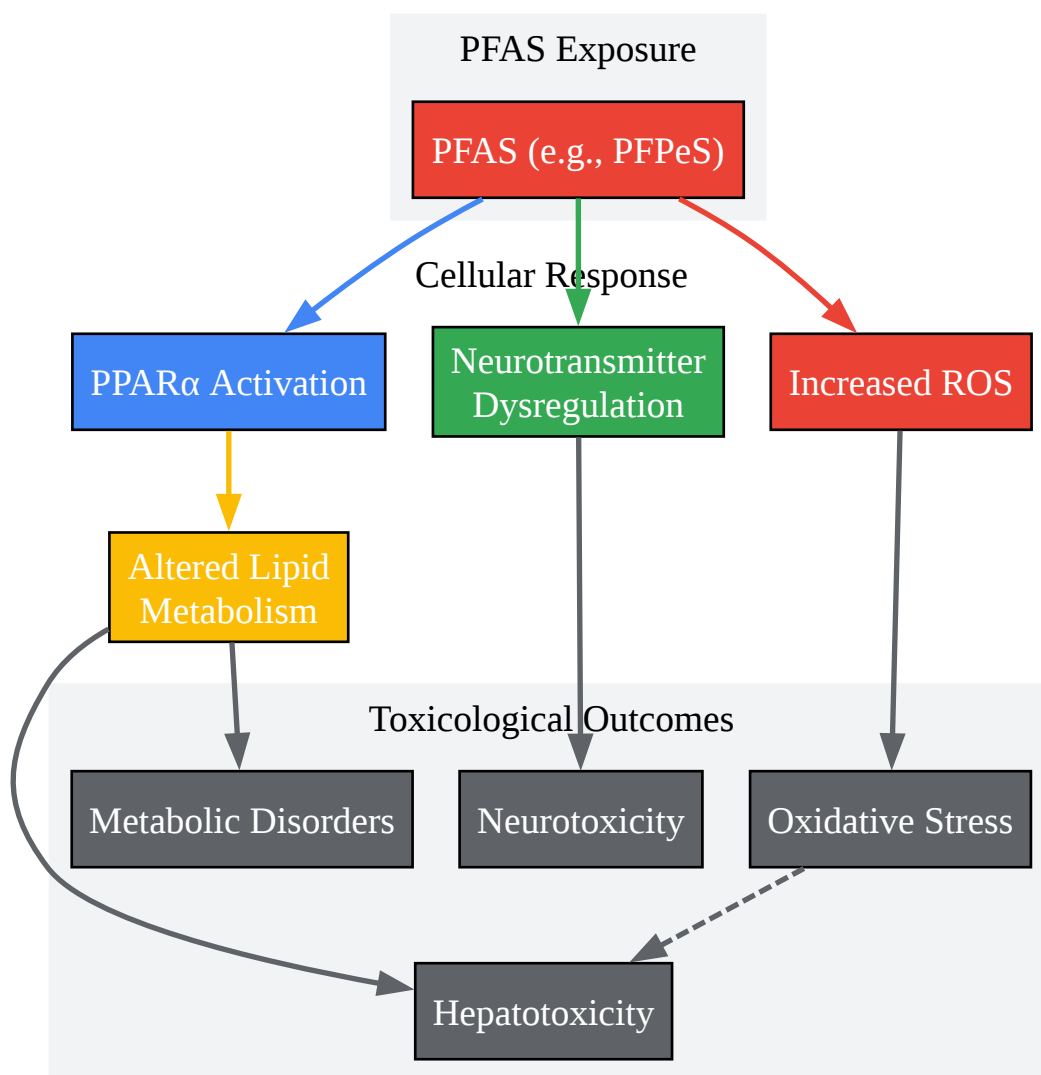 PFAS Exposure
PFAS (e.g., PFPeS)
Cellular Response
PPARα Activation
Neurotransmitter
Dysregulation
Increased ROS
Altered Lipid
Metabolism
Toxicological Outcomes
Metabolic Disorders
Neurotoxicity
Oxidative Stress
Hepatotoxicity